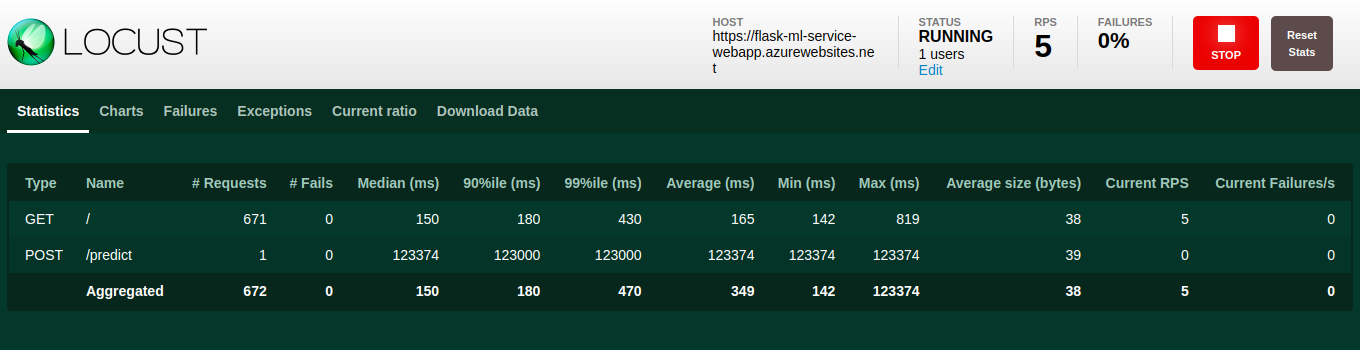 LOCUST
HOST
https://flask-ml-service-
webapp.azurewebsites.ne
t
STATUS
RUNNING
1 users
Edit
RPS
5
FAILURES
0%
STOP
Reset
Stats
Statistics Charts Failures Exceptions Current ratio Download Data
Type Name # Requests # Fails Median (ms) 90%ile (ms) 99%ile (ms) Average (ms) Min (ms) Max (ms) Average size (bytes) Current RPS Current Failures/s
GET / 671 0 150 180 430 165 142 819 38 5 0
POST /predict 1 0 123374 123000 123000 123374 123374 123374 39 0 0
Aggregated 672 0 150 180 470 349 142 123374 38 5 0